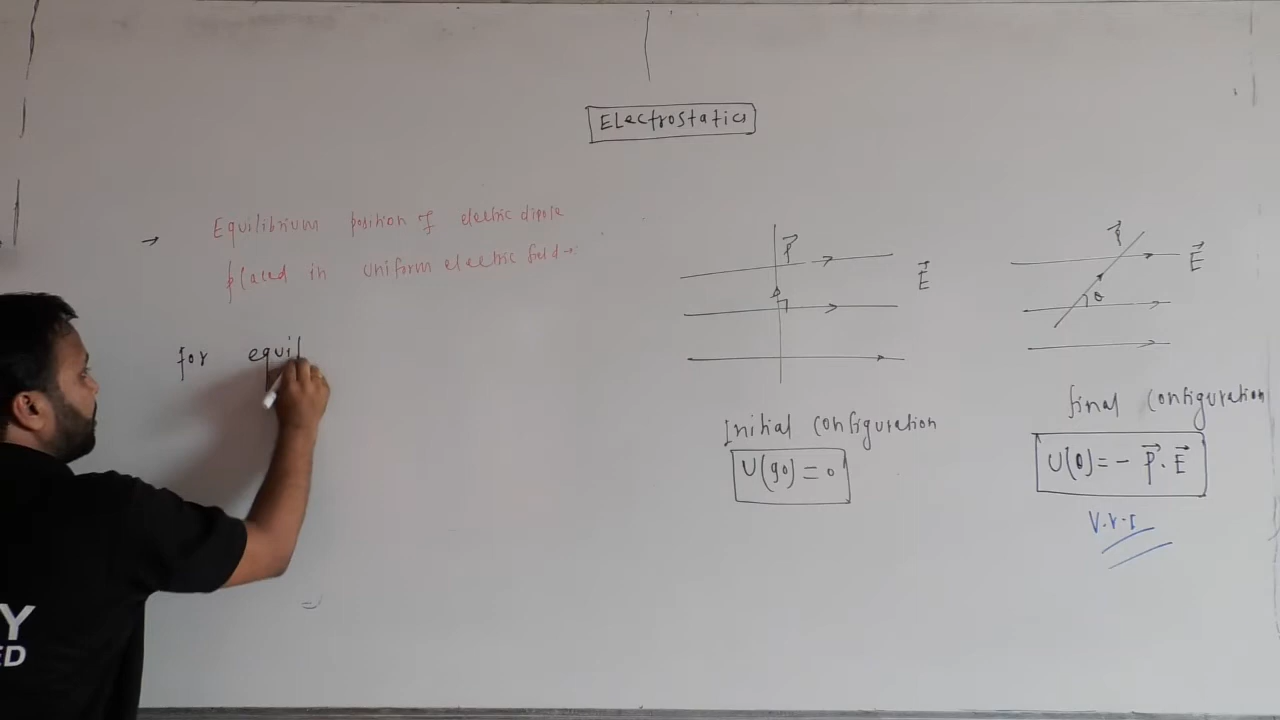 Electrostatics
→ Equilibrium position of electric dipole
placed in uniform electric field→:
for equil
P⃗
E⃗
Initial configuration
U(90) = 0
P⃗
E⃗
θ
final configuration
U(θ) = - P⃗ . E⃗
V.V.I
Y
ED